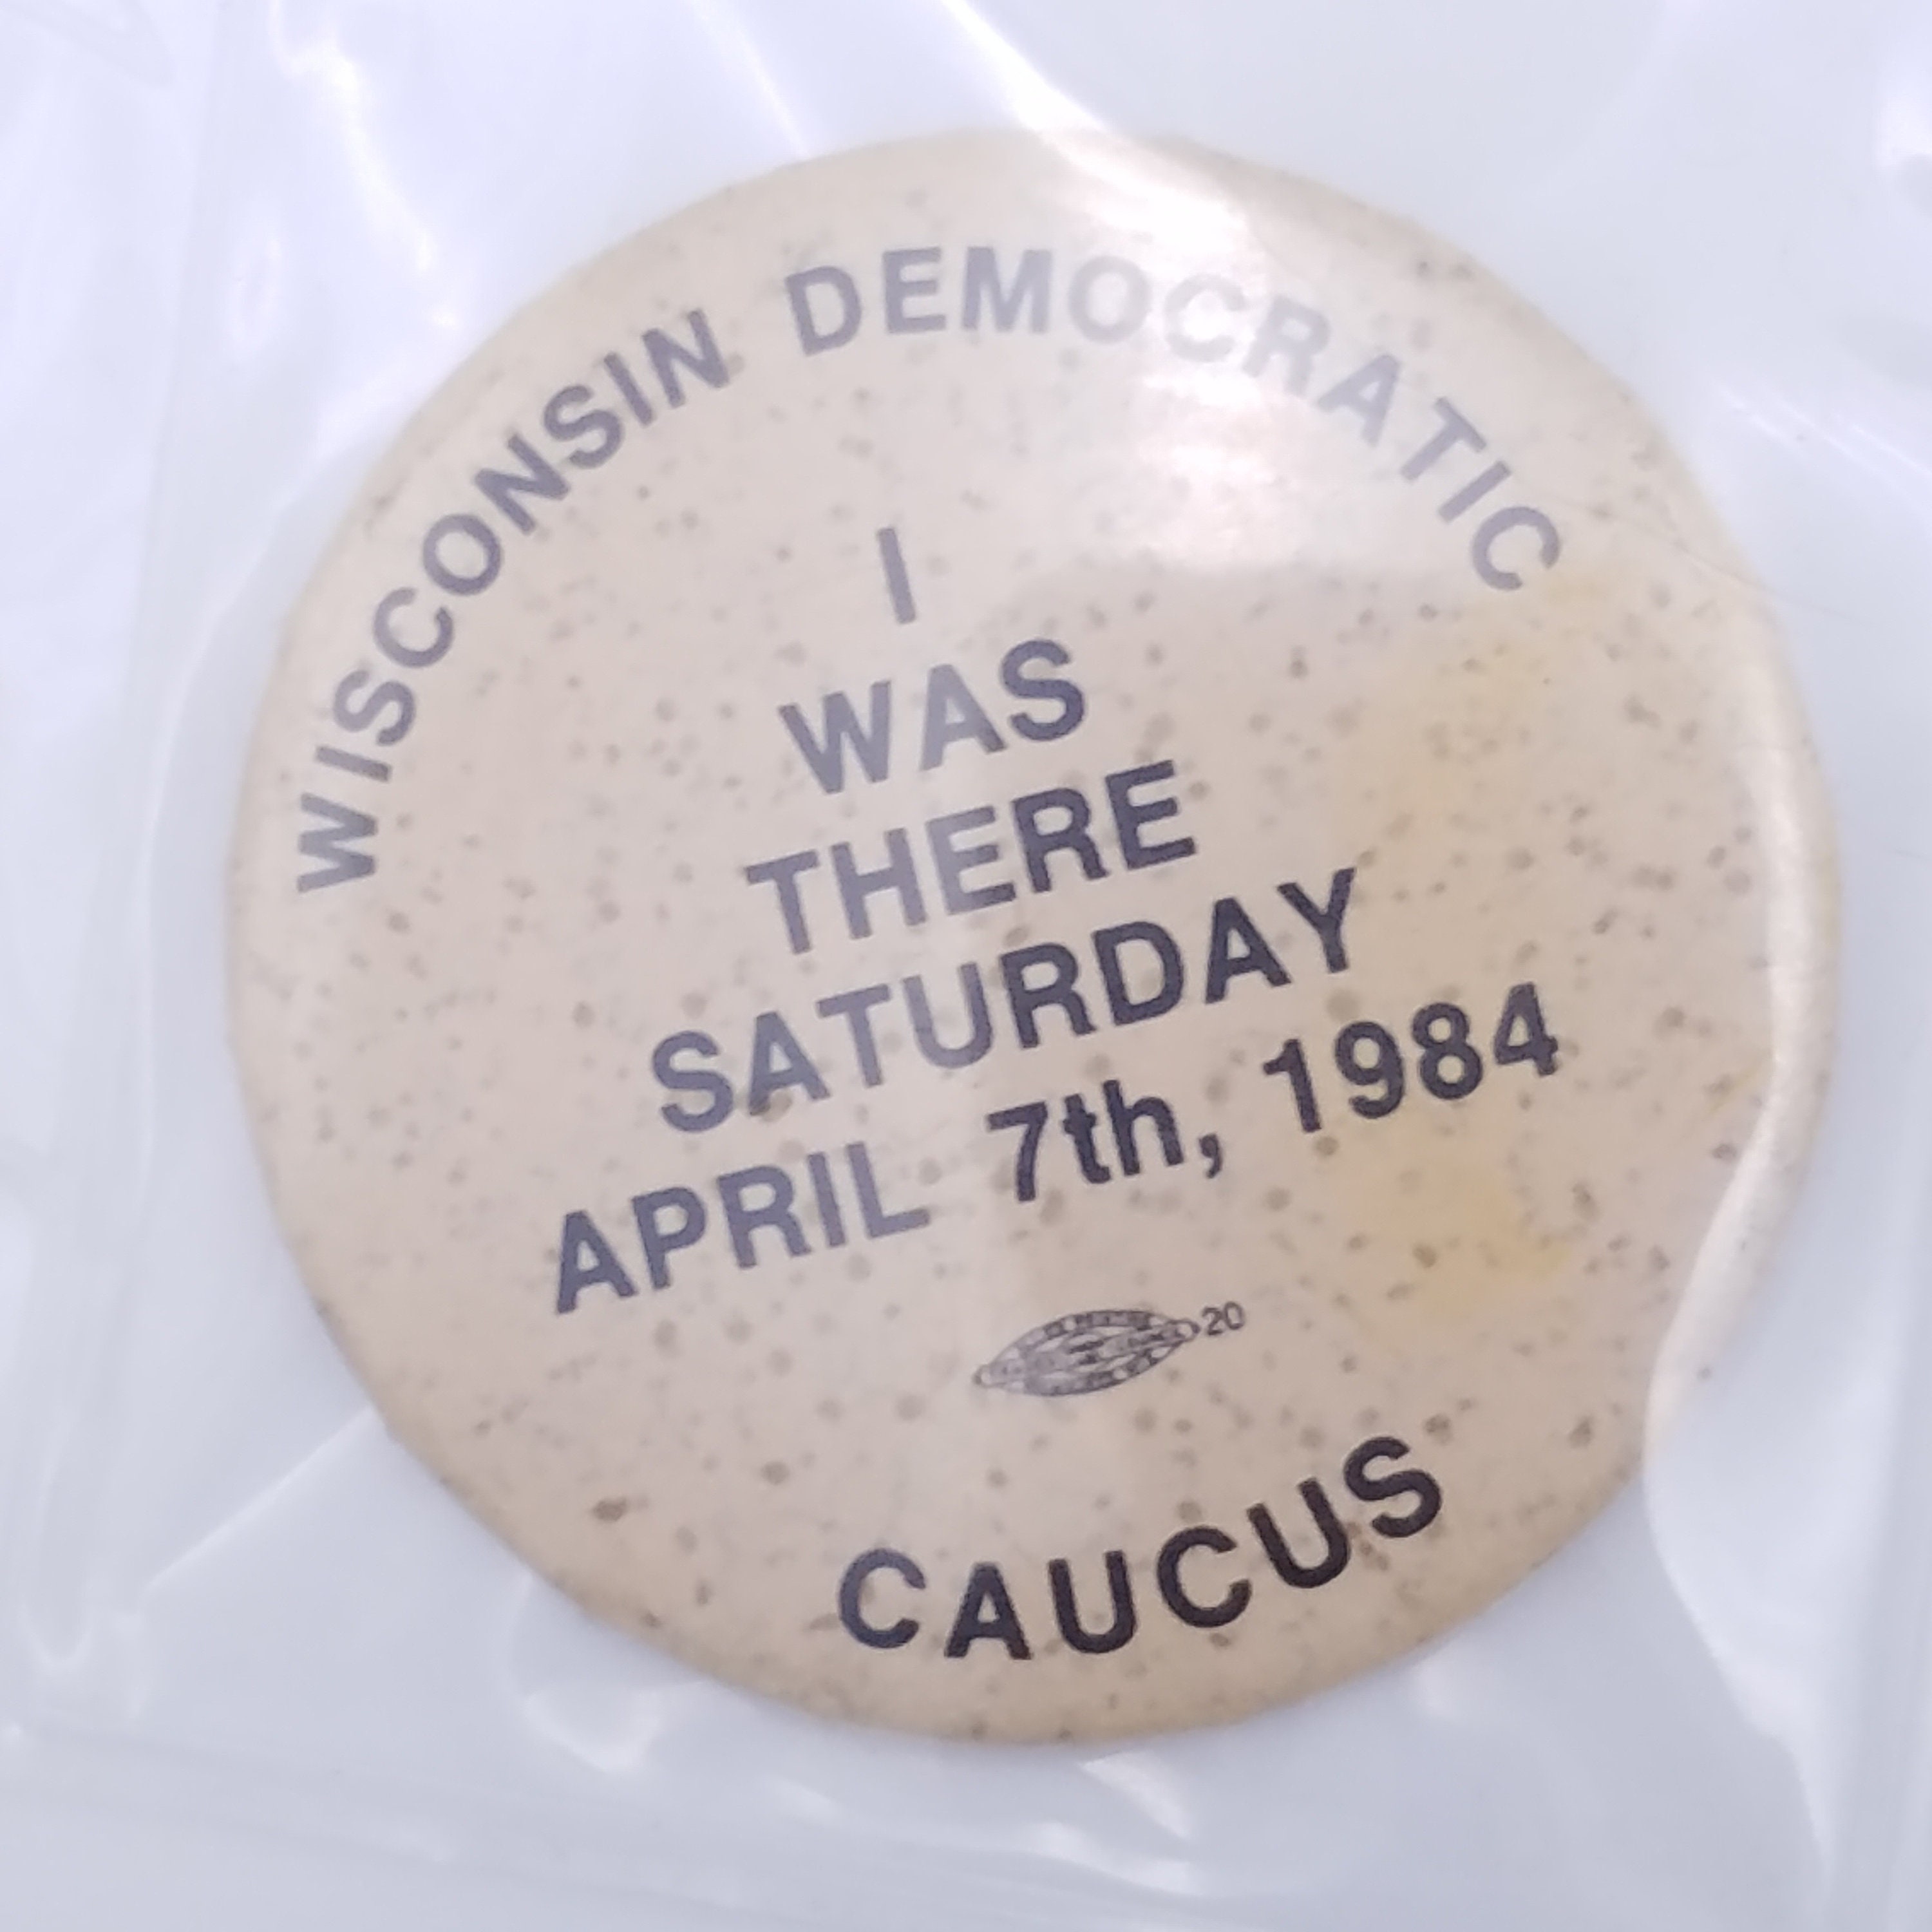 WISCONSIN DEMOCRATIC
I
WAS
THERE
SATURDAY
APRIL 7th, 1984
20
CAUCUS